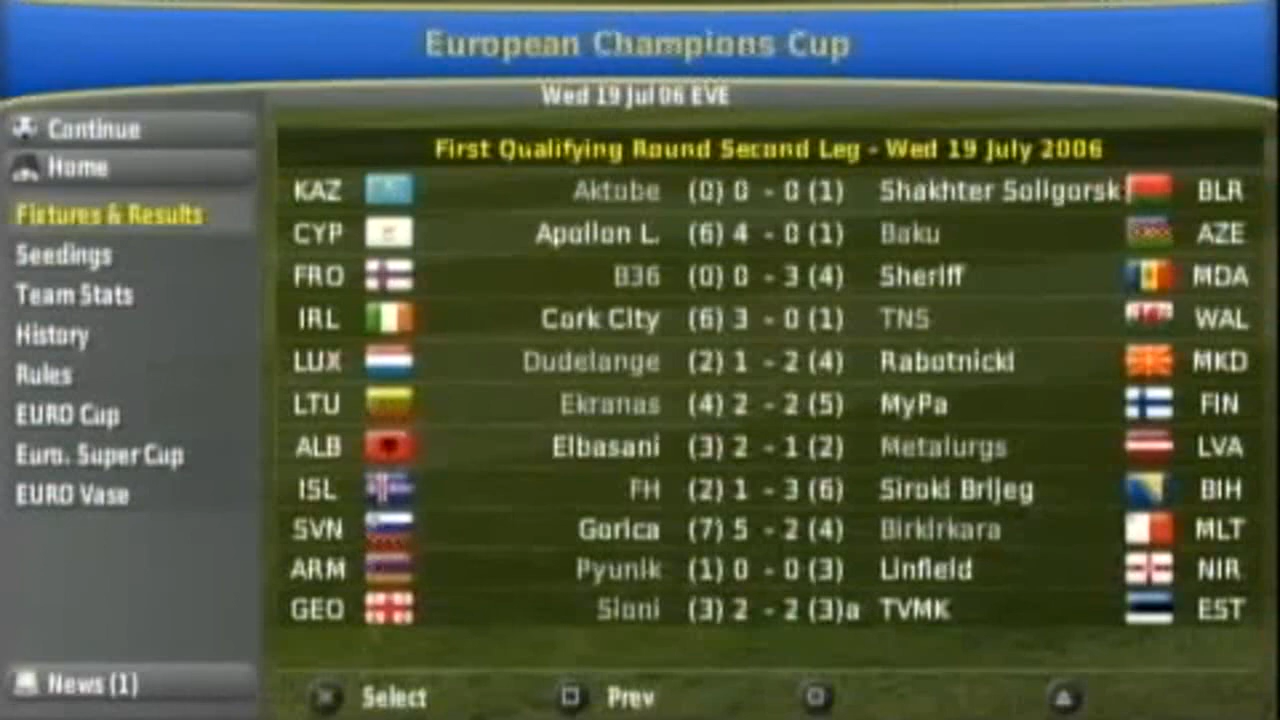 European Champions Cup
Wed 19 Jul 06 EVE
Continue
Home
Fixtures & Results
Seedings
Team Stats
History
Rules
EURO Cup
Euro. Super Cup
EURO Vase
News (1)
First Qualifying Round Second Leg - Wed 19 July 2006
KAZ Aktobe (0) 0 - 0 (1) Shakhter Soligorsk BLR
CYP Apollon L. (6) 4 - 0 (1) Baku AZE
FRO B36 (0) 0 - 3 (4) Sheriff MDA
IRL Cork City (6) 3 - 0 (1) TNS WAL
LUX Dudelange (2) 1 - 2 (4) Rabotnicki MKD
LTU Ekranas (4) 2 - 2 (5) MyPa FIN
ALB Elbasani (3) 2 - 1 (2) Metalurgs LVA
ISL FH (2) 1 - 3 (6) Siroki Brijeg BIH
SVN Gorica (7) 5 - 2 (4) Birkirkara MLT
ARM Pyunik (1) 0 - 0 (3) Linfield NIR
GEO Sioni (3) 2 - 2 (3)a TVMK EST
Select Prev